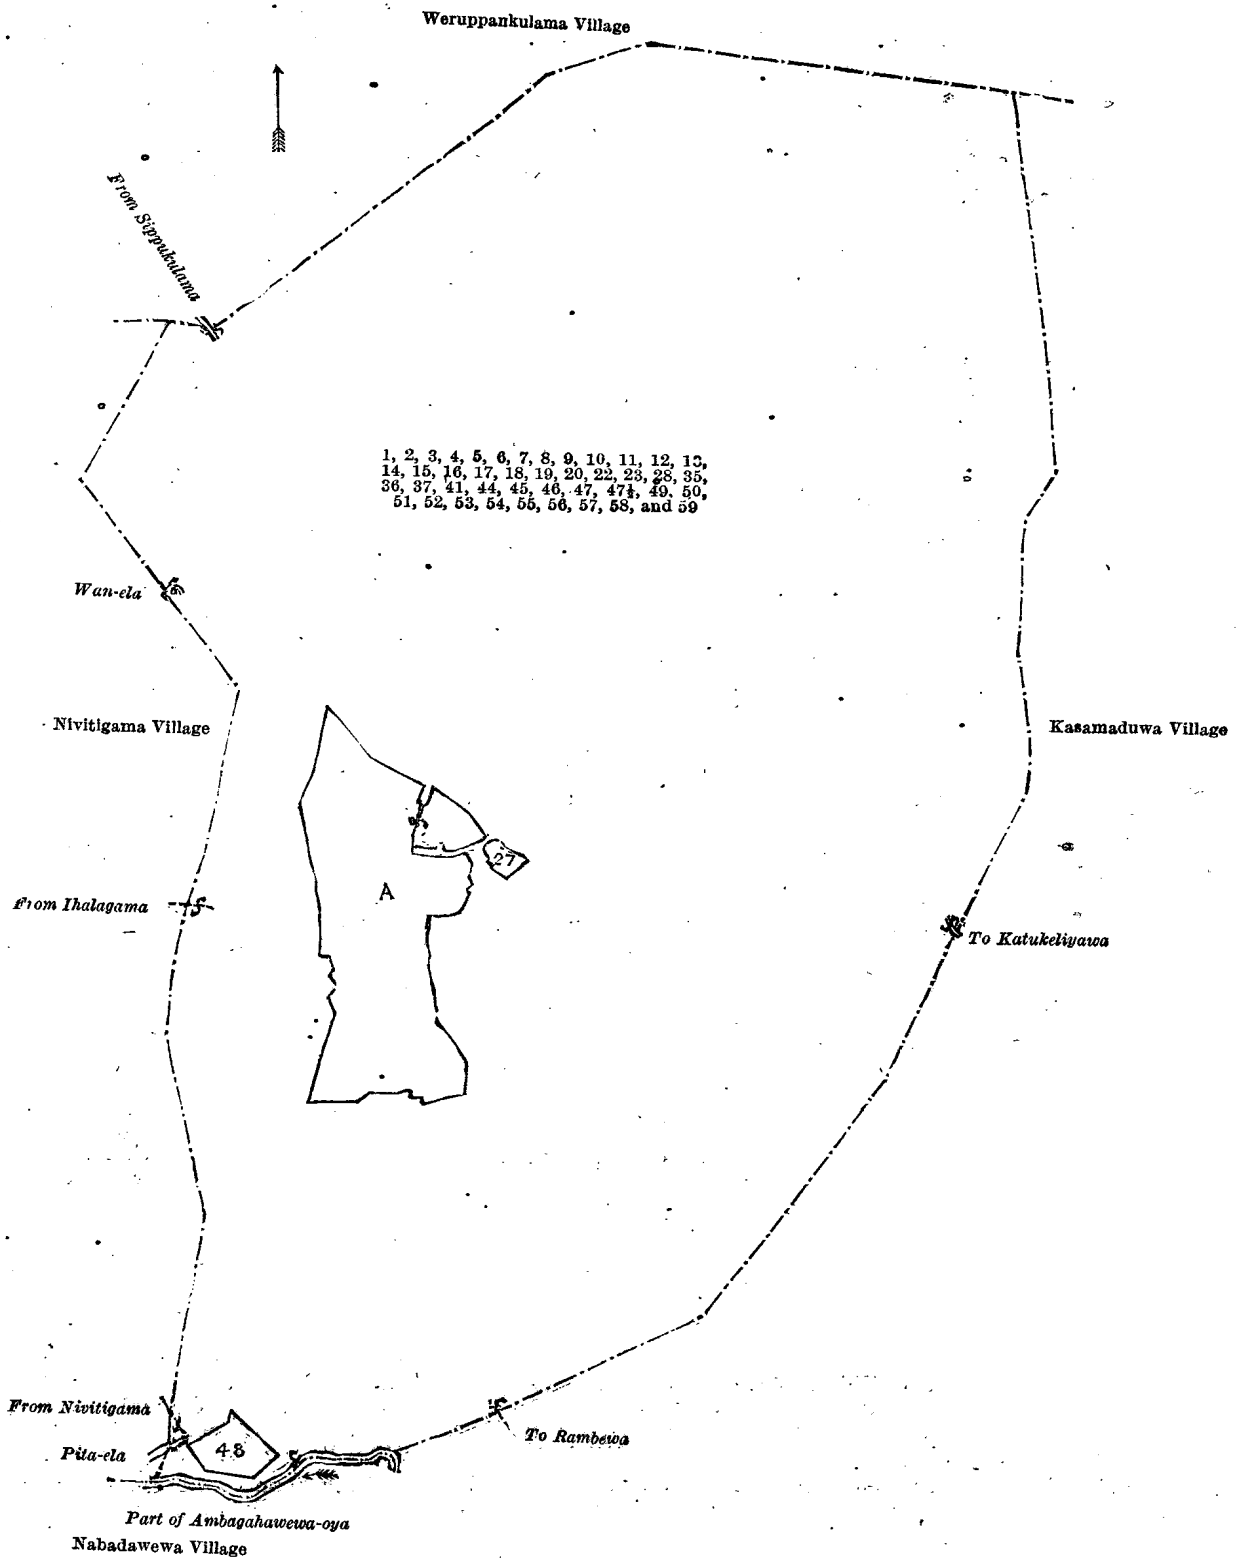 Weruppankulama Village
From Sippukulama
1, 2, 3, 4, 5, 6, 7, 8, 9, 10, 11, 12, 13,
14, 15, 16, 17, 18, 19, 20, 22, 23, 28, 35,
36, 37, 41, 44, 45, 46, 47, 47½, 49, 50,
51, 52, 53, 54, 55, 56, 57, 58, and 59
Wan-ela
Nivitigama Village
Kasamaduwa Village
27
A
From Ihalagama
To Katukeliyawa
From Nivitigama
To Rambewa
48
Pita-ela
Part of Ambagahawewa-oya
Nabadawewa Village